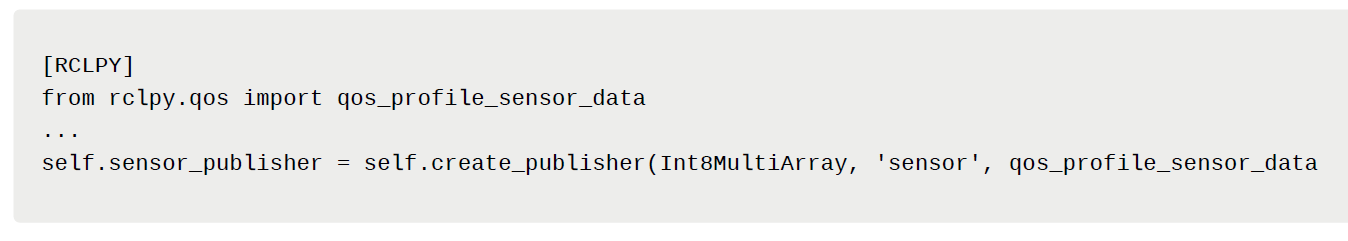 [RCLPY]
from rclpy.qos import qos_profile_sensor_data
...
self.sensor_publisher = self.create_publisher(Int8MultiArray, 'sensor', qos_profile_sensor_data